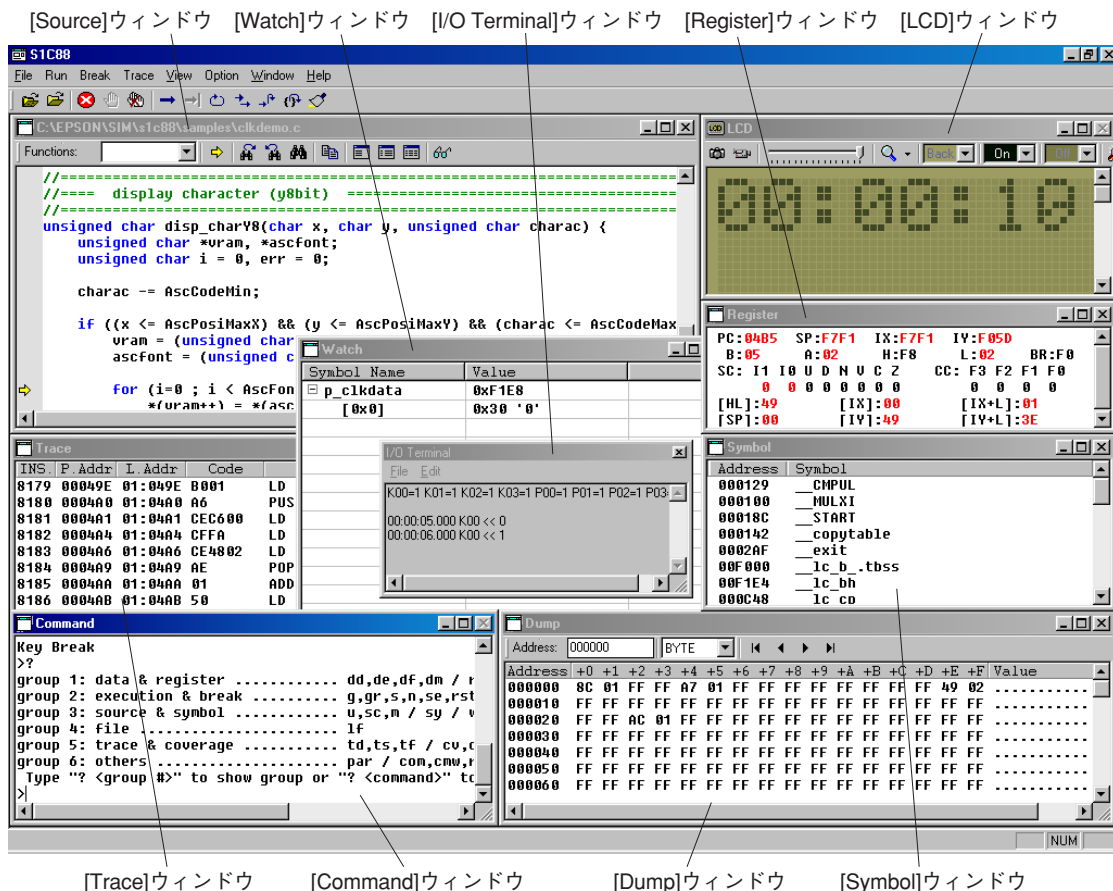 [Source]ウィンドウ [Watch]ウィンドウ [I/O Terminal]ウィンドウ [Register]ウィンドウ [LCD]ウィンドウ
S1C88
File Run Break Trace View Option Window Help
C:\EPSON\SIM\s1c88\samples\clkdemo.c
Functions:
//=====================================================================
//==== display character (y8bit) ======================================
//=====================================================================
unsigned char disp_charY8(char x, char y, unsigned char charac) {
unsigned char *vram, *ascfont;
unsigned char i = 0, err = 0;
charac -= AscCodeMin;
if ((x <= AscPosiMaxX) && (y <= AscPosiMaxY) && (charac <= AscCodeMax
vram = (unsigned char
ascfont = (unsigned c
for (i=0 ; i < AscFon
*(vram++) = *(asc
LCD
Back On Off
00:00:10
Register
PC:04B5 SP:F7F1 IX:F7F1 IY:F05D
B:05 A:02 H:F8 L:02 BR:F0
SC: I1 I0 U D N V C Z CC: F3 F2 F1 F0
0 0 0 0 0 0 0 0 0 0 0 0
[HL]:49 [IX]:00 [IX+L]:01
[SP]:00 [IY]:49 [IY+L]:3E
Watch
Symbol Name Value
p_clkdata 0xF1E8
[0x0] 0x30 '0'
I/O Terminal
File Edit
K00=1 K01=1 K02=1 K03=1 P00=1 P01=1 P02=1 P03=
00:00:05.000 K00 << 0
00:00:06.000 K00 << 1
Trace
INS. P.Addr L.Addr Code
8179 00049E 01:049E B001 LD
8180 0004A0 01:04A0 A6 PUS
8181 0004A1 01:04A1 CEC600 LD
8182 0004A4 01:04A4 CFFA LD
8183 0004A6 01:04A6 CE4802 LD
8184 0004A9 01:04A9 AE POP
8185 0004AA 01:04AA 01 ADD
8186 0004AB 01:04AB 50 LD
Symbol
Address Symbol
000129 __CMPUL
000100 __MULXI
00018C __START
000142 __copytable
0002AF __exit
00F000 __lc_b_.tbss
00F1E4 __lc_bh
000C48 __lc_cp
Command
Key Break
>?
group 1: data & register ............ dd,de,df,dm / r
group 2: execution & break .......... g,gr,s,n,se,rst
group 3: source & symbol ............ u,sc,m / sy / w
group 4: file ....................... lf
group 5: trace & coverage ........... td,ts,tf / cv,c
group 6: others ..................... par / com,cmw,r
Type "? <group #>" to show group or "? <command>" to
>
Dump
Address: 000000 BYTE
Address +0 +1 +2 +3 +4 +5 +6 +7 +8 +9 +A +B +C +D +E +F Value
000000 8C 01 FF FF A7 01 FF FF FF FF FF FF FF FF 49 02 ...........
000010 FF FF FF FF FF FF FF FF FF FF FF FF FF FF FF FF ...........
000020 FF FF AC 01 FF FF FF FF FF FF FF FF FF FF FF FF ...........
000030 FF FF FF FF FF FF FF FF FF FF FF FF FF FF FF FF ...........
000040 FF FF FF FF FF FF FF FF FF FF FF FF FF FF FF FF ...........
000050 FF FF FF FF FF FF FF FF FF FF FF FF FF FF FF FF ...........
000060 FF FF FF FF FF FF FF FF FF FF FF FF FF FF FF FF ...........
NUM
[Trace]ウィンドウ [Command]ウィンドウ [Dump]ウィンドウ [Symbol]ウィンドウ